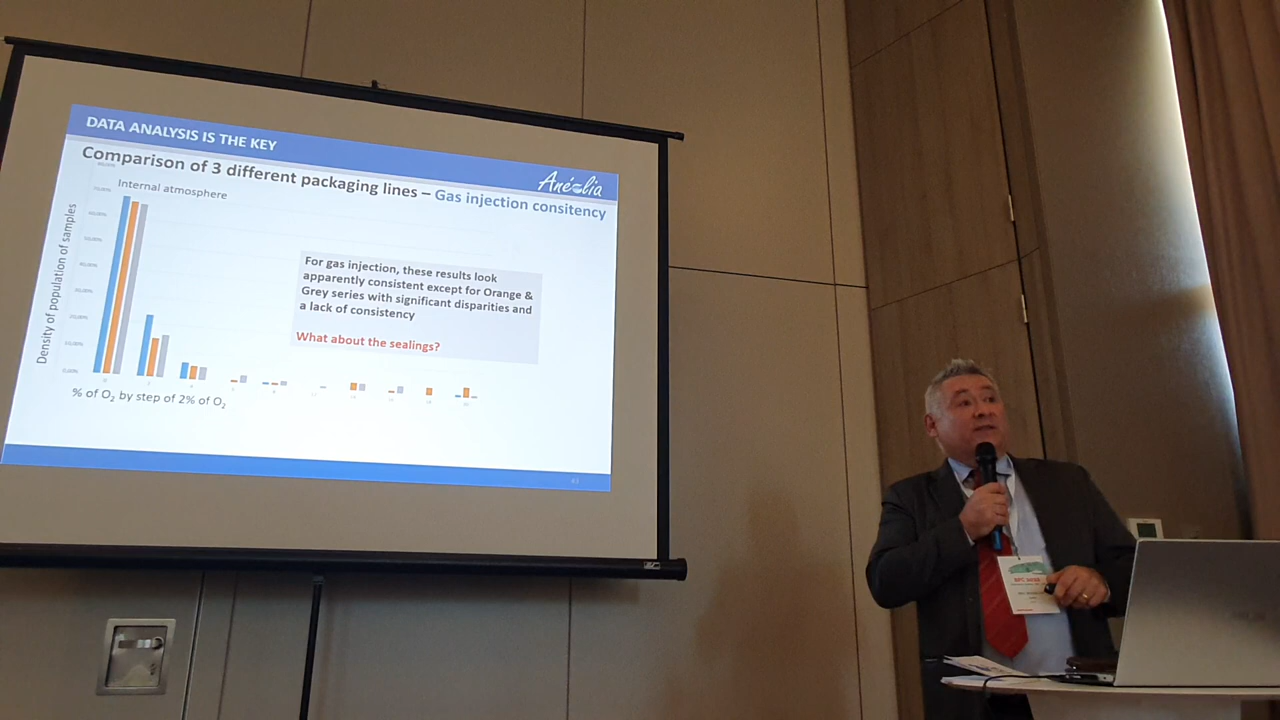 DATA ANALYSIS IS THE KEY
Anéolia
Comparison of 3 different packaging lines – Gas injection consitency
Internal atmosphere
Density of population of samples
For gas injection, these results look
apparently consistent except for Orange &
Grey series with significant disparities and
a lack of consistency
What about the sealings?
% of O₂ by step of 2% of O₂